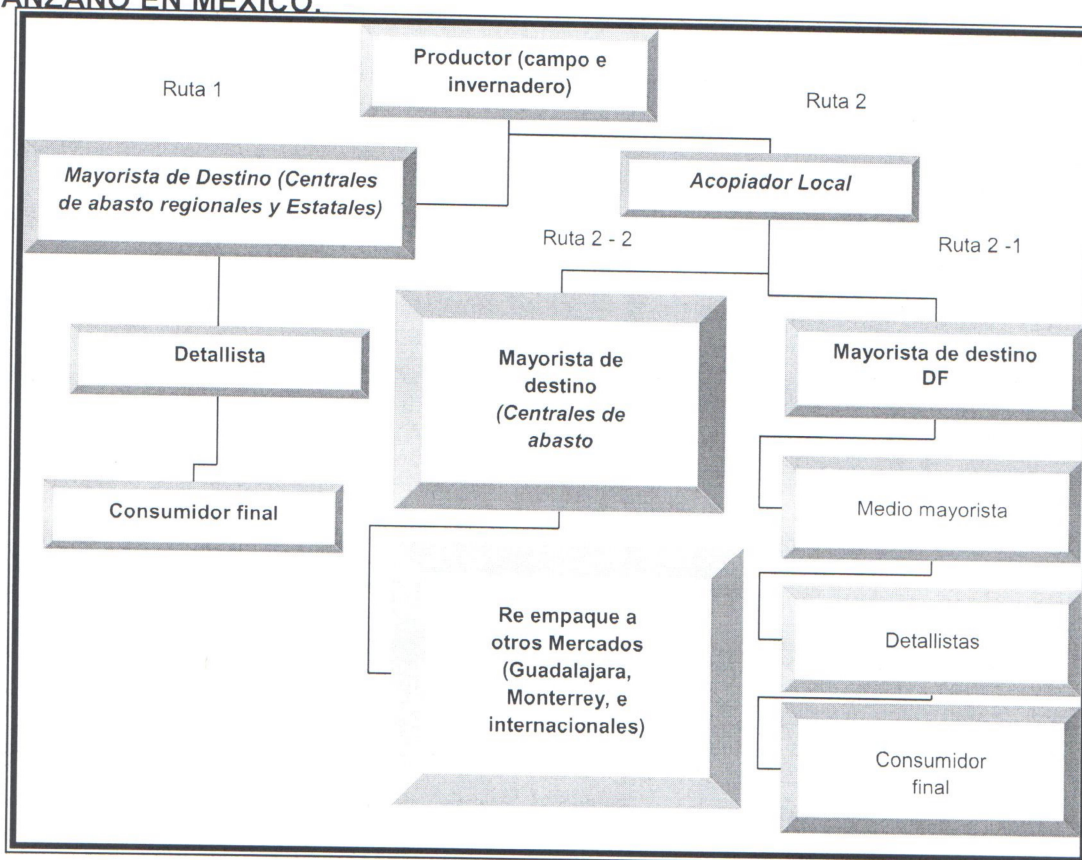 ANZANO EN MÉXICO.
Productor (campo e
invernadero)
Ruta 1
Ruta 2
Mayorista de Destino (Centrales
de abasto regionales y Estatales)
Acopiador Local
Ruta 2 - 2
Ruta 2 -1
Detallista
Mayorista de
destino
(Centrales de
abasto
Mayorista de destino
DF
Consumidor final
Medio mayorista
Re empaque a
otros Mercados
(Guadalajara,
Monterrey, e
internacionales)
Detallistas
Consumidor
final